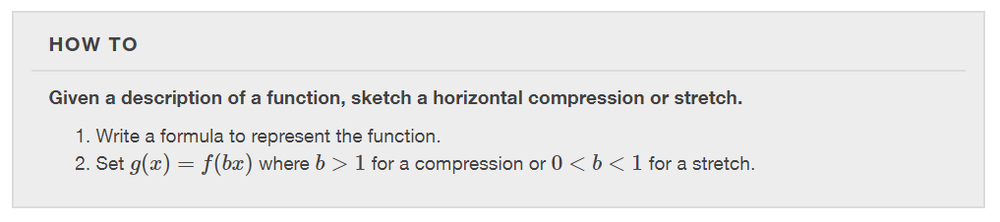 HOW TO
Given a description of a function, sketch a horizontal compression or stretch.
1. Write a formula to represent the function.
2. Set g(x) = f(bx) where b > 1 for a compression or 0 < b < 1 for a stretch.